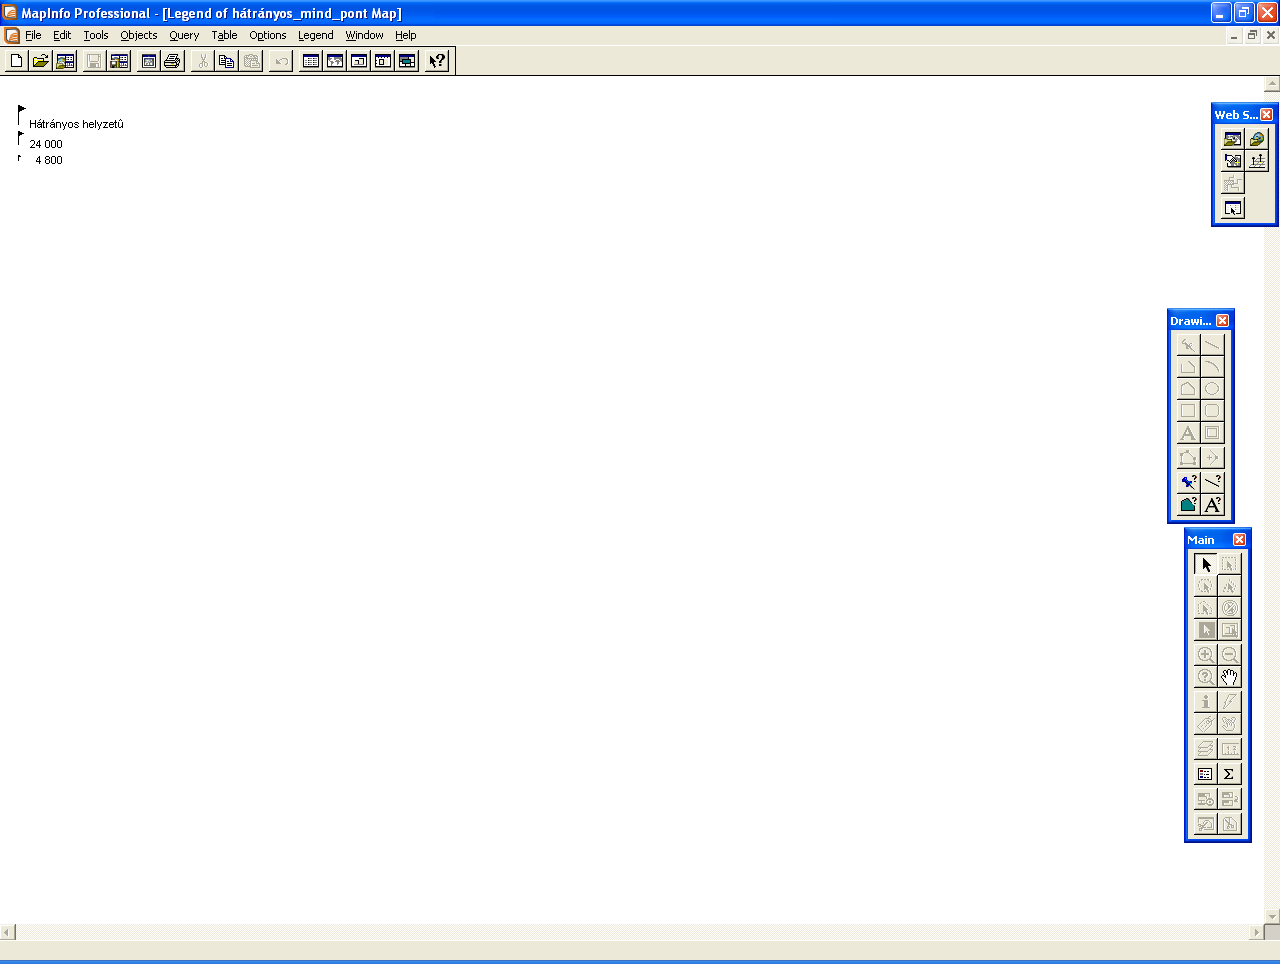 MapInfo Professional - [Legend of hátrányos_mind_pont Map]
File Edit Tools Objects Query Table Options Legend Window Help
Hátrányos helyzetû
24 000
4 800
Web S...
Drawi...
Main